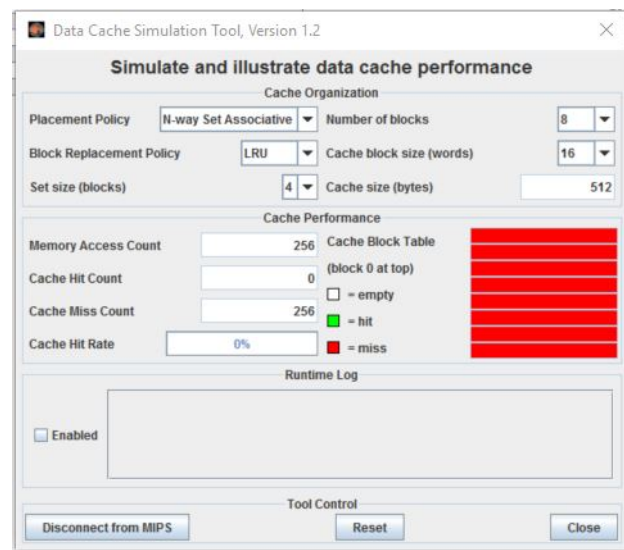 Data Cache Simulation Tool, Version 1.2
Simulate and illustrate data cache performance
Cache Organization
Placement Policy N-way Set Associative Number of blocks 8
Block Replacement Policy LRU Cache block size (words) 16
Set size (blocks) 4 Cache size (bytes) 512
Cache Performance
Memory Access Count 256 Cache Block Table
(block 0 at top)
Cache Hit Count 0
= empty
Cache Miss Count 256
= hit
Cache Hit Rate 0% = miss
Runtime Log
Enabled
Tool Control
Disconnect from MIPS Reset Close